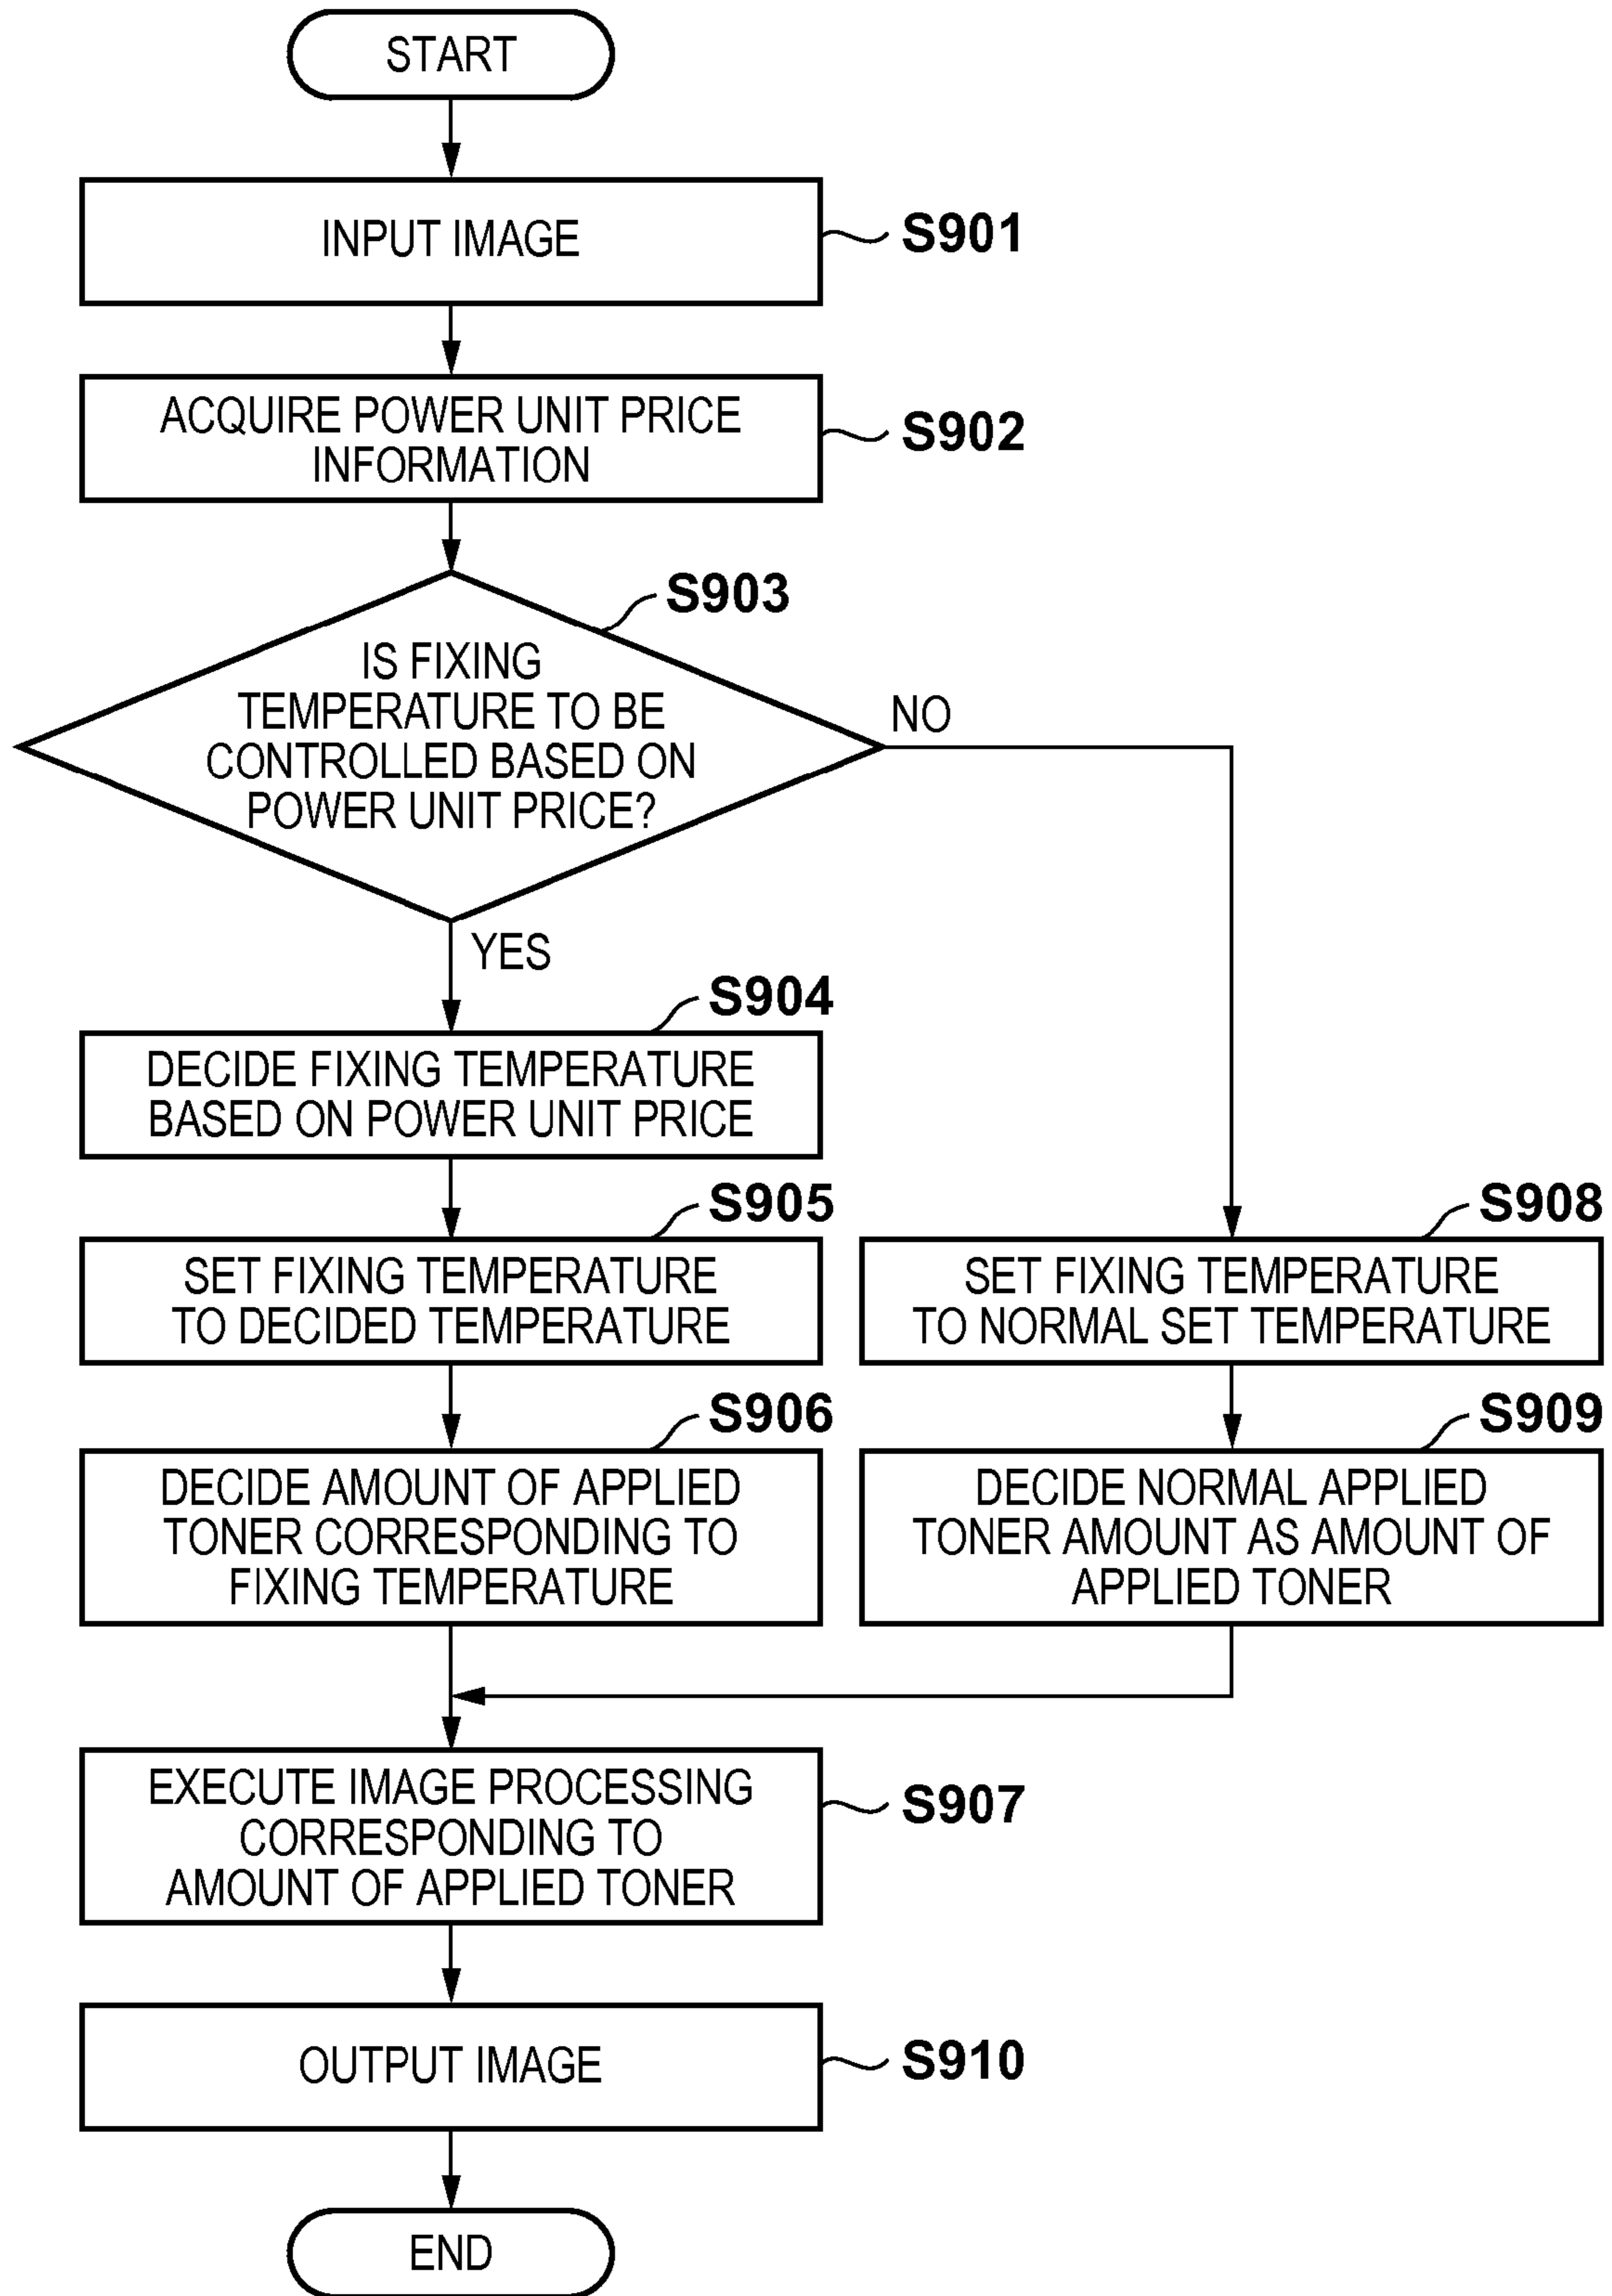 START
INPUT IMAGE
S901
ACQUIRE POWER UNIT PRICE
INFORMATION
S902
S903
IS FIXING
TEMPERATURE TO BE
CONTROLLED BASED ON
POWER UNIT PRICE?
NO
YES
S904
DECIDE FIXING TEMPERATURE
BASED ON POWER UNIT PRICE
S905
SET FIXING TEMPERATURE
TO DECIDED TEMPERATURE
S908
SET FIXING TEMPERATURE
TO NORMAL SET TEMPERATURE
S906
DECIDE AMOUNT OF APPLIED
TONER CORRESPONDING TO
FIXING TEMPERATURE
S909
DECIDE NORMAL APPLIED
TONER AMOUNT AS AMOUNT OF
APPLIED TONER
EXECUTE IMAGE PROCESSING
CORRESPONDING TO
AMOUNT OF APPLIED TONER
S907
OUTPUT IMAGE
S910
END